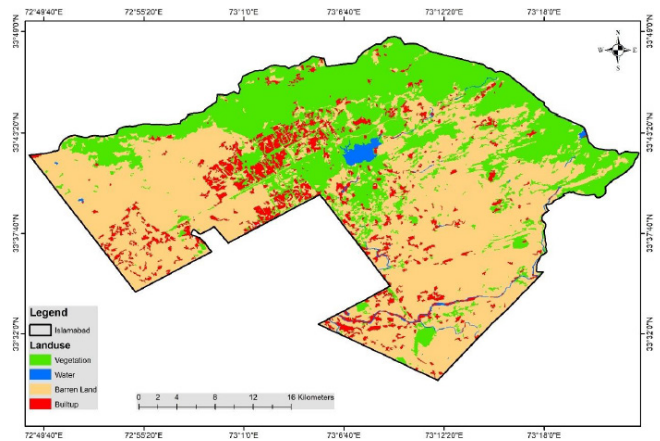 72°49'40"E 72°55'20"E 73°1'0"E 73°6'40"E 73°12'20"E 73°18'0"E
33°49'0"N 33°49'0"N
N
W E
S
33°43'20"N 33°43'20"N
33°37'40"N 33°37'40"N
Legend
Islamabad
Landuse
Vegetation
Water
Barren Land
Builtup
33°32'0"N 33°32'0"N
0 2 4 8 12 16 Kilometers
72°49'40"E 72°55'20"E 73°1'0"E 73°6'40"E 73°12'20"E 73°18'0"E